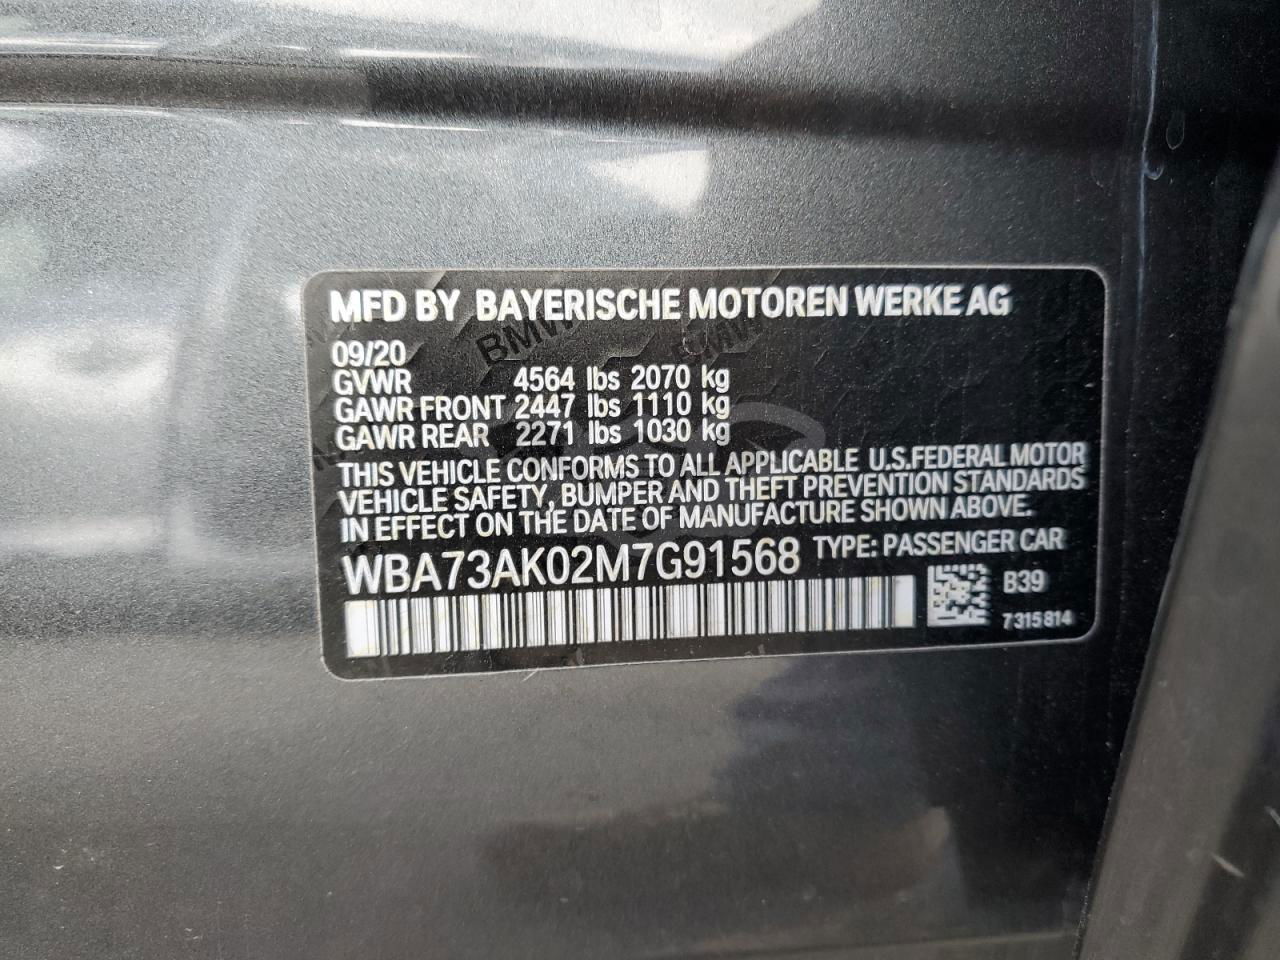 MFD BY BAYERISCHE MOTOREN WERKE AG
09/20
GVWR 4564 lbs 2070 kg
GAWR FRONT 2447 lbs 1110 kg
GAWR REAR 2271 lbs 1030 kg
THIS VEHICLE CONFORMS TO ALL APPLICABLE U.S.FEDERAL MOTOR
VEHICLE SAFETY, BUMPER AND THEFT PREVENTION STANDARDS
IN EFFECT ON THE DATE OF MANUFACTURE SHOWN ABOVE.
WBA73AK02M7G91568 TYPE: PASSENGER CAR
B39
7315814
BMW
BMW